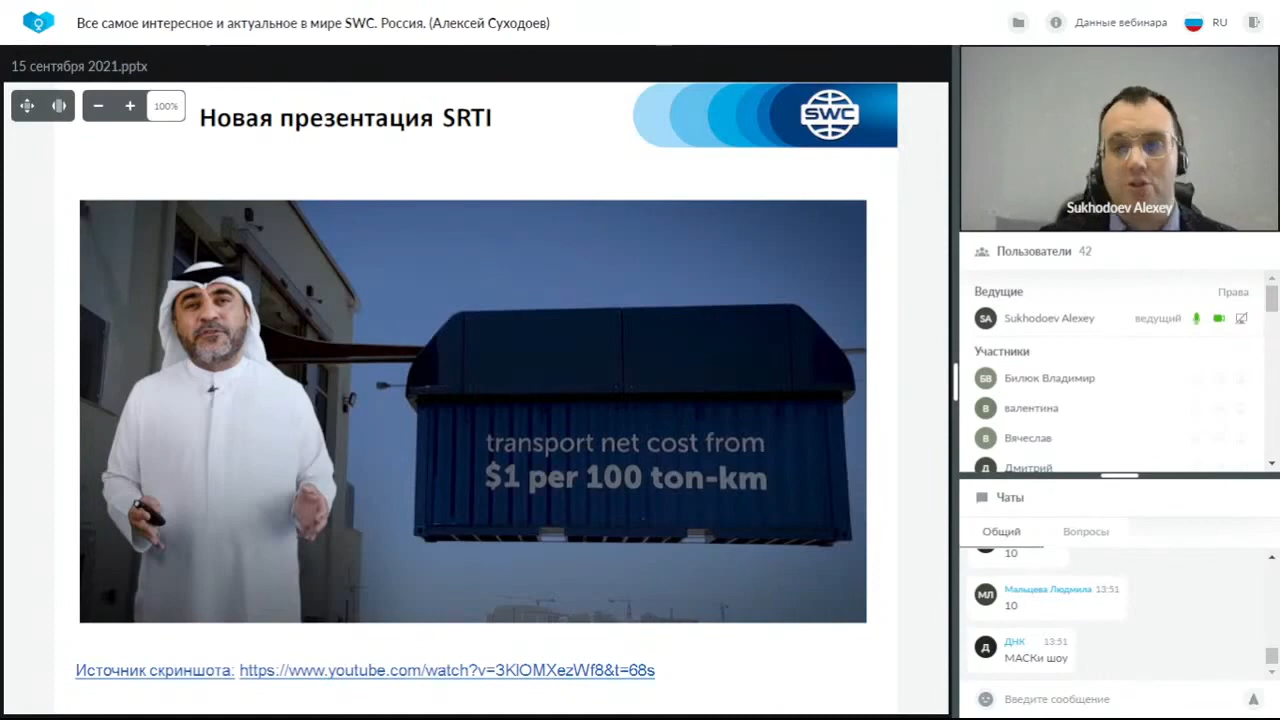 Все самое интересное и актуальное в мире SWC. Россия. (Алексей Суходоев)
Данные вебинара
RU
15 сентября 2021.pptx
100%
Новая презентация SRTI
SWC
transport net cost from
$1 per 100 ton-km
Источник скриншота: https://www.youtube.com/watch?v=3KlOMXezWf8&t=68s
Sukhodoev Alexey
Пользователи 42
Ведущие Права
SA Sukhodoev Alexey ведущий
Участники
БВ Билюк Владимир
В валентина
В Вячеслав
Д Дмитрий
Чаты
Общий Вопросы
10
МЛ Мальцева Людмила 13:51
10
Д ДНК 13:51
МАСКи шоу
Введите сообщение